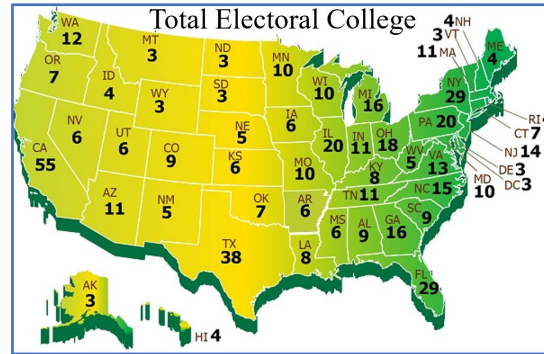 Total Electoral College
WA
12
OR
7
CA
55
NV
6
ID
4
MT
3
WY
3
UT
6
AZ
11
CO
9
NM
5
ND
3
SD
3
NE
5
KS
6
OK
7
TX
38
MN
10
IA
6
MO
10
AR
6
LA
8
WI
10
IL
20
MI
16
IN
11
OH
18
KY
8
TN 11
MS
6
AL
9
GA
16
FL
29
SC
9
NC 15
VA
13
WV
5
PA 20
NY
29
ME
4
4 NH
3 VT
11 MA
RI 4
CT 7
NJ 14
DE 3
DC 3
MD
10
AK
3
HI 4